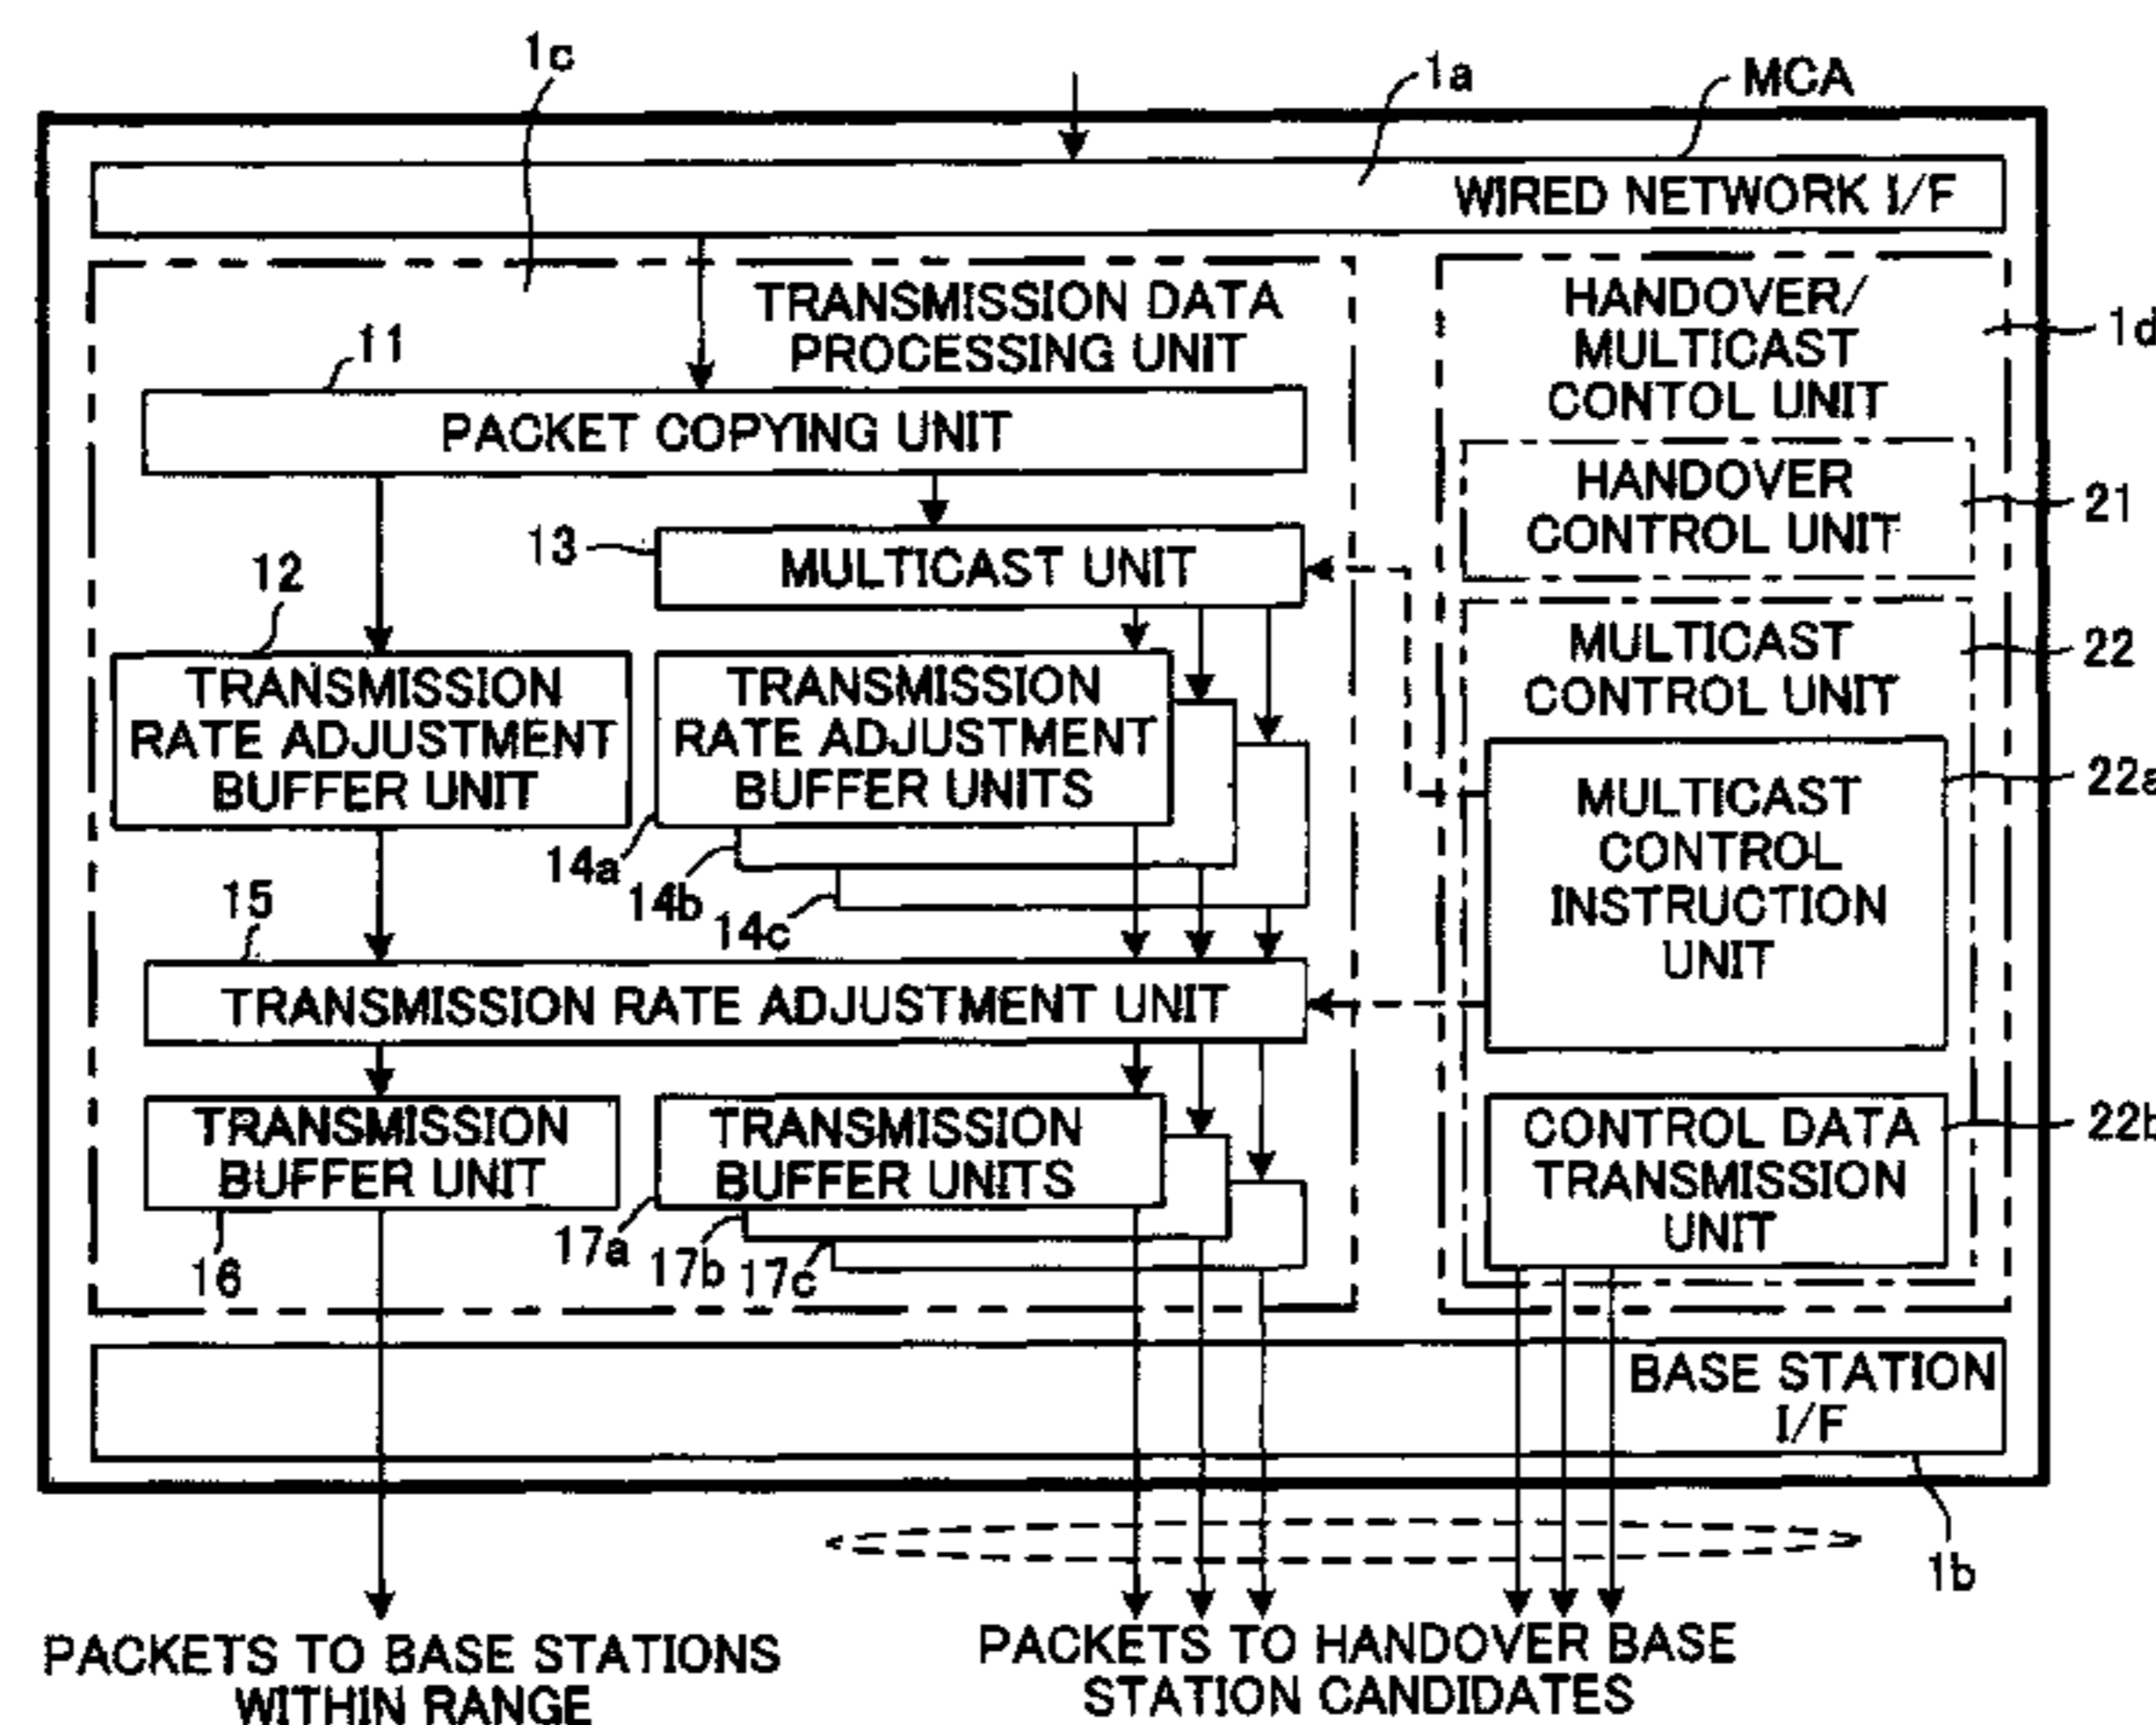 1c
1a
MCA
WIRED NETWORK I/F
TRANSMISSION DATA
PROCESSING UNIT
HANDOVER/
MULTICAST
CONTOL UNIT
1d
11
PACKET COPYING UNIT
HANDOVER
CONTROL UNIT
21
13
MULTICAST UNIT
12
MULTICAST
CONTROL UNIT
22
TRANSMISSION
RATE ADJUSTMENT
BUFFER UNIT
TRANSMISSION
RATE ADJUSTMENT
BUFFER UNITS
14a
14b
14c
MULTICAST
CONTROL
INSTRUCTION
UNIT
22a
15
TRANSMISSION RATE ADJUSTMENT UNIT
TRANSMISSION
BUFFER UNIT
16
TRANSMISSION
BUFFER UNITS
17a
17b
17c
CONTROL DATA
TRANSMISSION
UNIT
22b
BASE STATION
I/F
1b
PACKETS TO BASE STATIONS
WITHIN RANGE
PACKETS TO HANDOVER BASE
STATION CANDIDATES